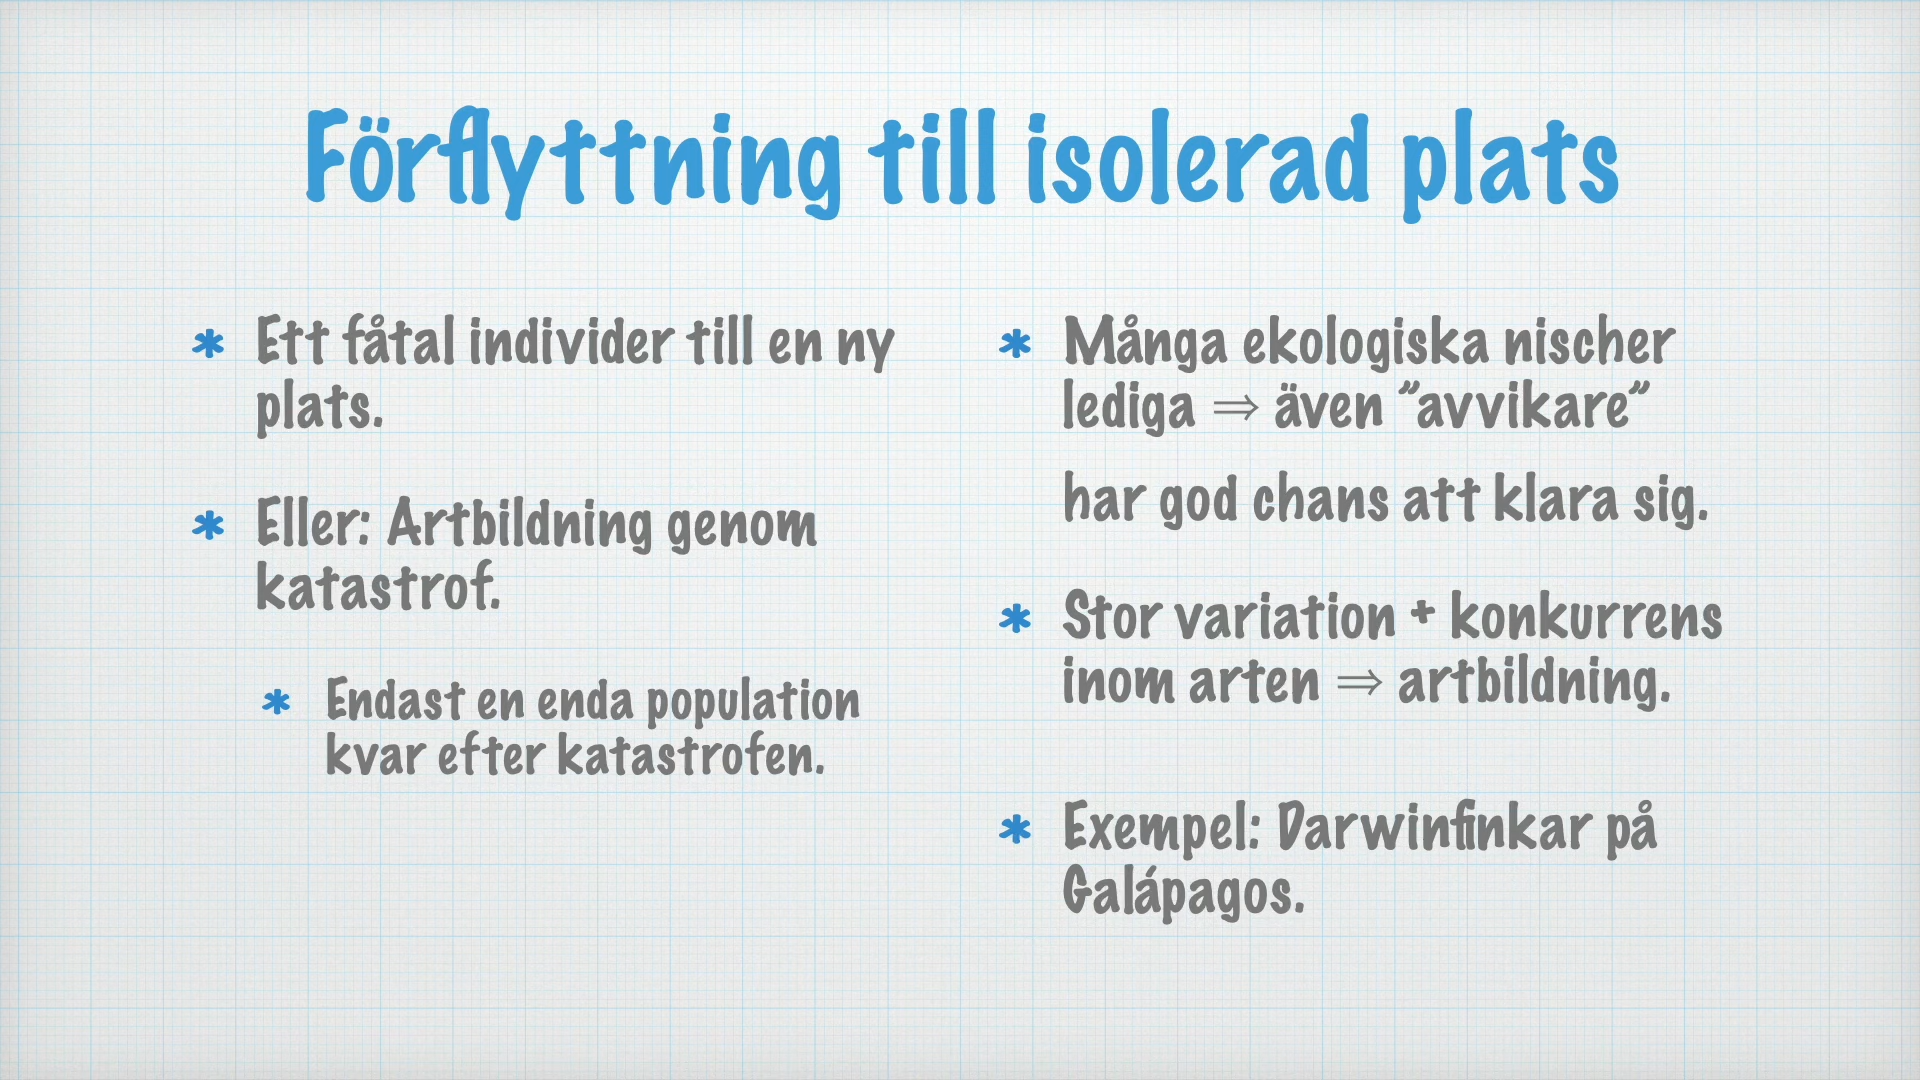 Förflyttning till isolerad plats
* Ett fåtal individer till en ny
plats.
* Eller: Artbildning genom
katastrof.
* Endast en enda population
kvar efter katastrofen.
* Många ekologiska nischer
lediga ⇒ även ”avvikare”
har god chans att klara sig.
* Stor variation + konkurrens
inom arten ⇒ artbildning.
* Exempel: Darwinfinkar på
Galápagos.